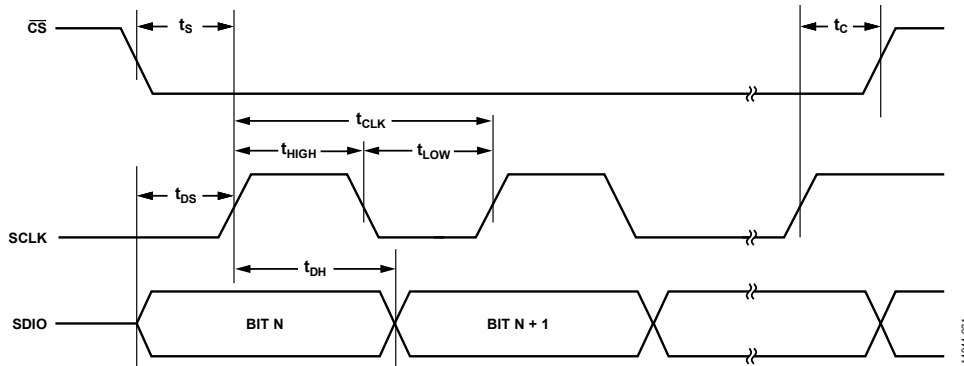 CS tS tC
tCLK
tHIGH tLOW
tDS
SCLK
tDH
SDIO BIT N BIT N + 1